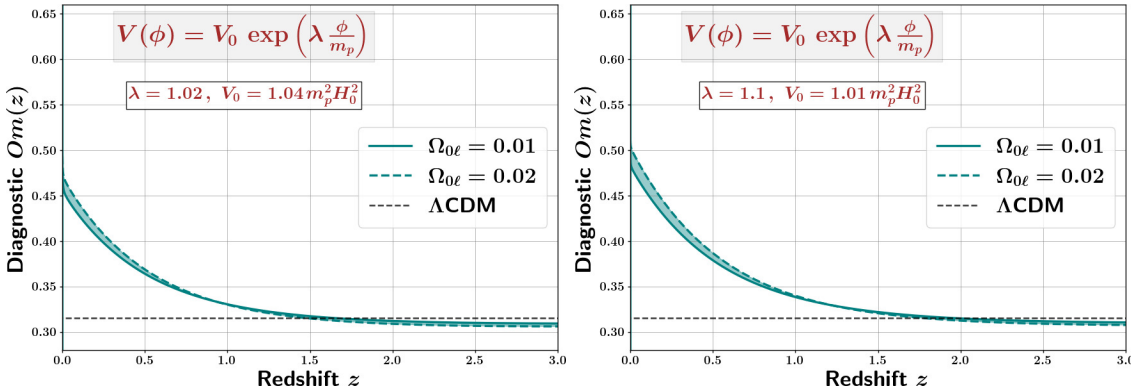 V(ϕ) = V₀ exp(λ ϕ/mₚ)
λ = 1.02 , V₀ = 1.04 mₚ²H₀²
Ω₀ℓ = 0.01
Ω₀ℓ = 0.02
ΛCDM
Diagnostic Om(z)
0.65
0.60
0.55
0.50
0.45
0.40
0.35
0.30
0.0 0.5 1.0 1.5 2.0 2.5 3.0
Redshift z
V(ϕ) = V₀ exp(λ ϕ/mₚ)
λ = 1.1 , V₀ = 1.01 mₚ²H₀²
Ω₀ℓ = 0.01
Ω₀ℓ = 0.02
ΛCDM
Diagnostic Om(z)
0.65
0.60
0.55
0.50
0.45
0.40
0.35
0.30
0.0 0.5 1.0 1.5 2.0 2.5 3.0
Redshift z